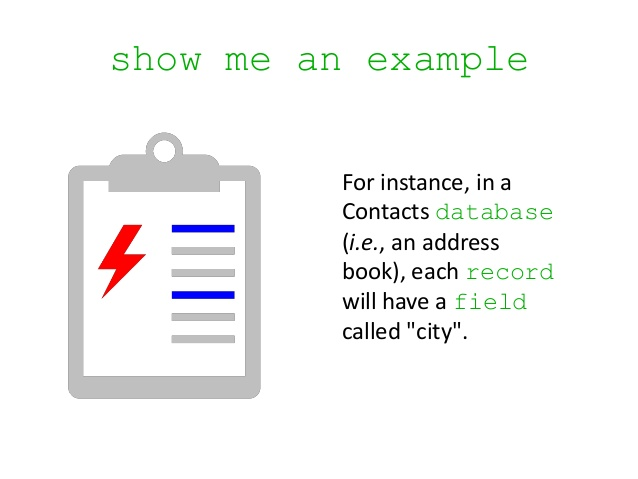 show me an example
For instance, in a
Contacts database
(i.e., an address
book), each record
will have a field
called "city".